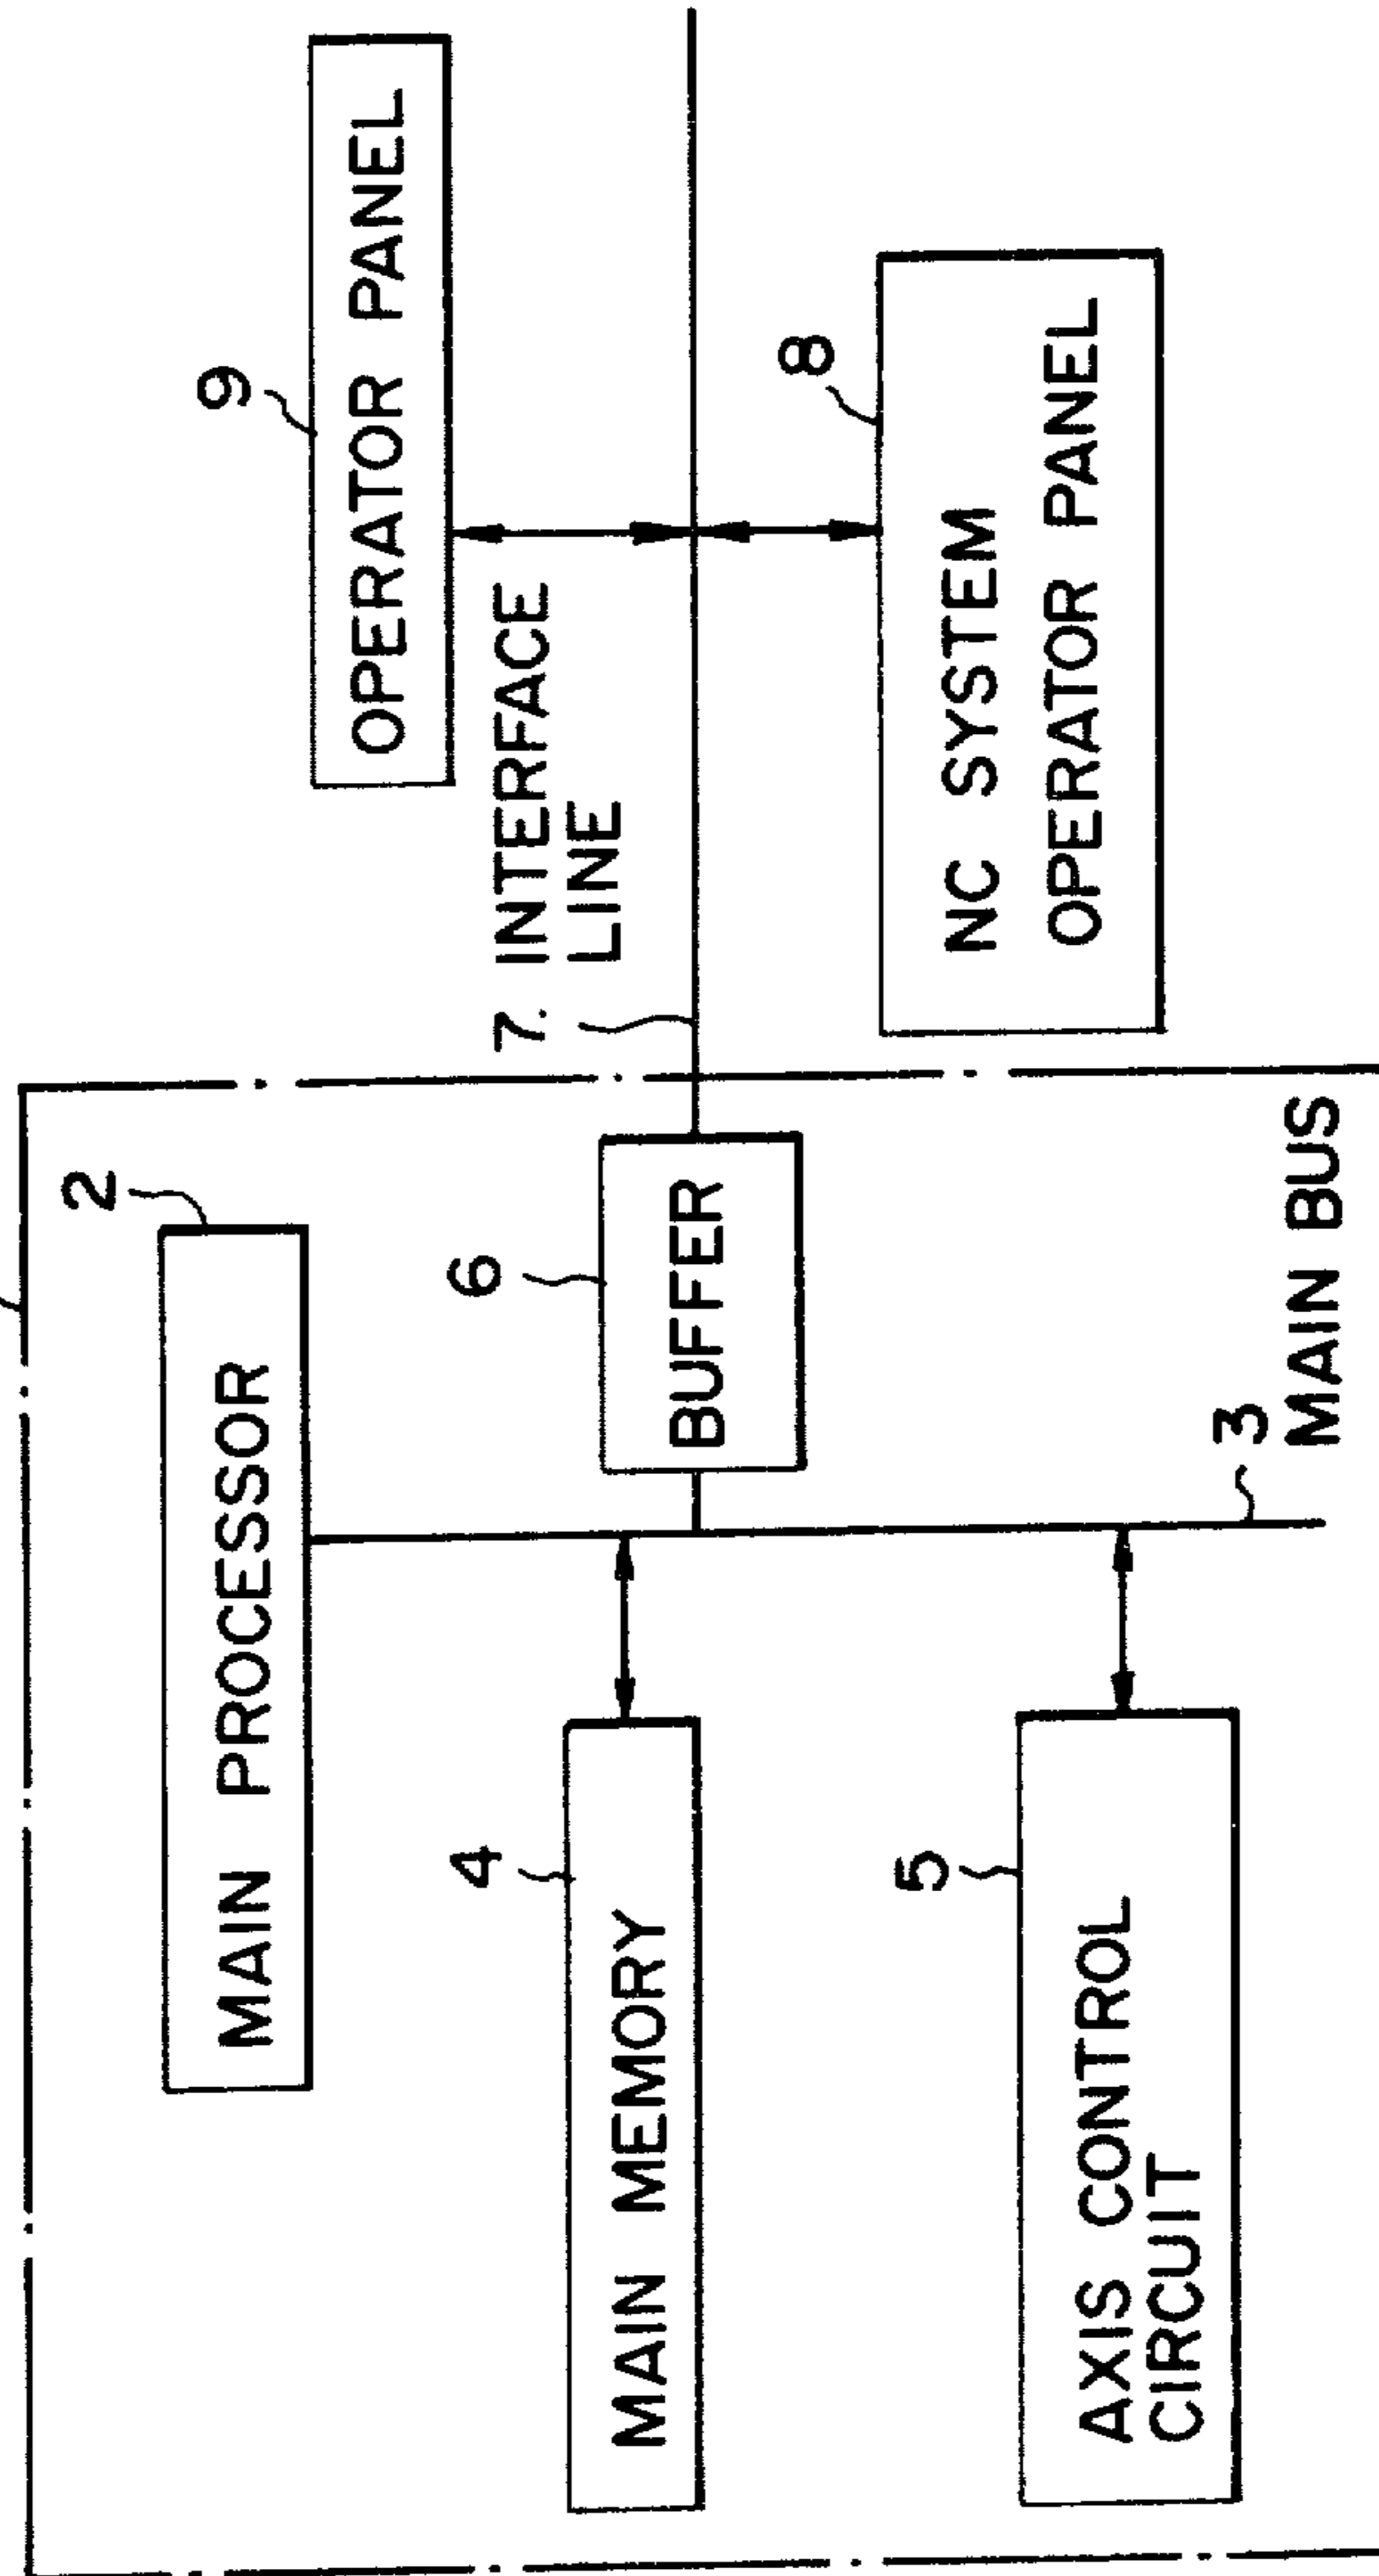 2
MAIN PROCESSOR
4
MAIN MEMORY
6
BUFFER
5
AXIS CONTROL
CIRCUIT
3
MAIN BUS
9
OPERATOR PANEL
7. INTERFACE
LINE
8
NC SYSTEM
OPERATOR PANEL